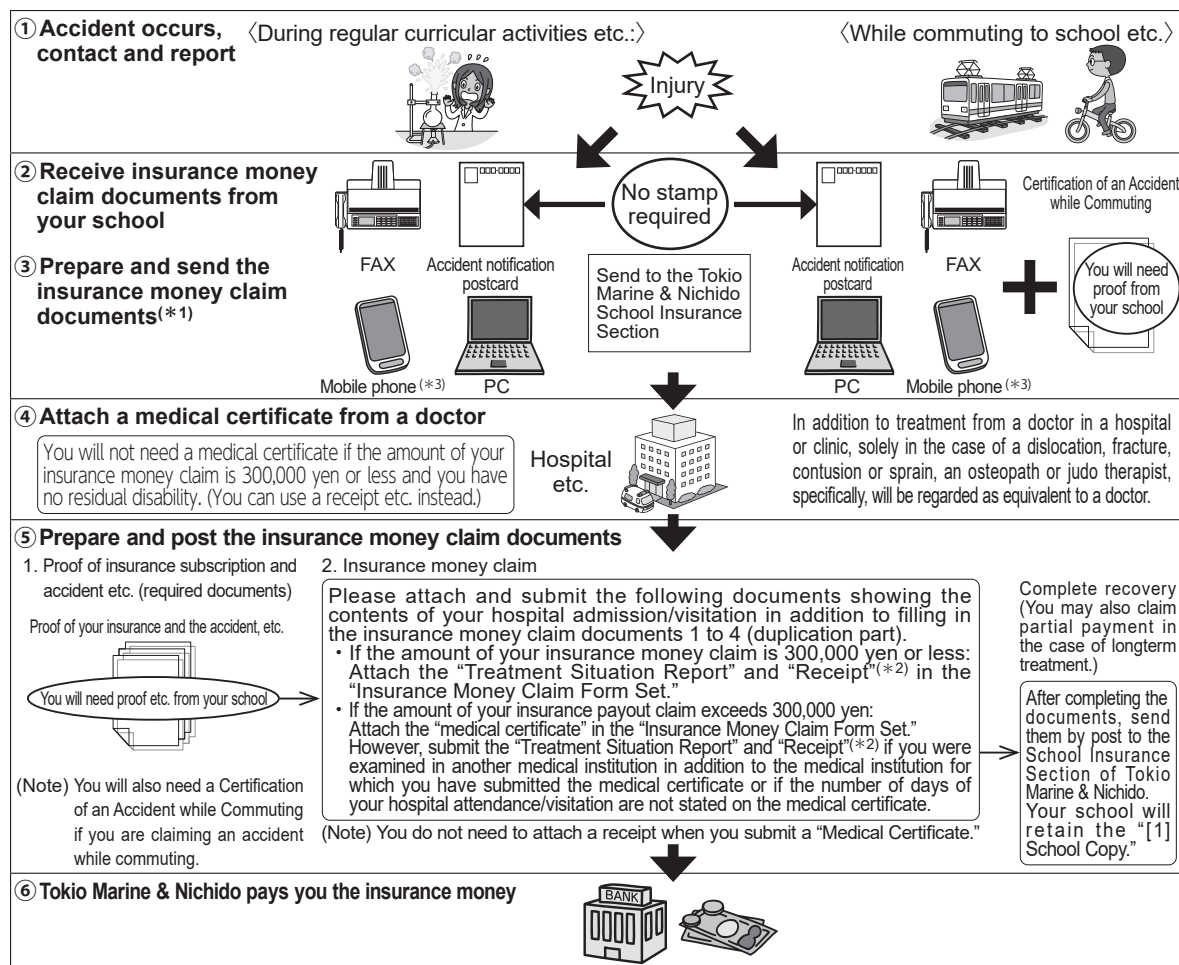 ① Accident occurs,
contact and report
〈During regular curricular activities etc.:〉
〈While commuting to school etc.〉
Injury
② Receive insurance money
claim documents from
your school
③ Prepare and send the
insurance money claim
documents(*1)
FAX
Accident notification
postcard
Mobile phone (*3)
PC
No stamp
required
Send to the Tokio
Marine & Nichido
School Insurance
Section
Accident notification
postcard
FAX
PC
Mobile phone (*3)
Certification of an Accident
while Commuting
You will need
proof from
your school
④ Attach a medical certificate from a doctor
You will not need a medical certificate if the amount of your
insurance money claim is 300,000 yen or less and you have
no residual disability. (You can use a receipt etc. instead.)
Hospital
etc.
In addition to treatment from a doctor in a hospital
or clinic, solely in the case of a dislocation, fracture,
contusion or sprain, an osteopath or judo therapist,
specifically, will be regarded as equivalent to a doctor.
⑤ Prepare and post the insurance money claim documents
1. Proof of insurance subscription and
accident etc. (required documents)
Proof of your insurance and the accident, etc.
You will need proof etc. from your school
(Note) You will also need a Certification
of an Accident while Commuting
if you are claiming an accident
while commuting.
2. Insurance money claim
Please attach and submit the following documents showing the
contents of your hospital admission/visitation in addition to filling in
the insurance money claim documents 1 to 4 (duplication part).
・If the amount of your insurance money claim is 300,000 yen or less:
Attach the “Treatment Situation Report” and “Receipt”(*2) in the
“Insurance Money Claim Form Set.”
・If the amount of your insurance payout claim exceeds 300,000 yen:
Attach the “medical certificate” in the “Insurance Money Claim Form Set.”
However, submit the “Treatment Situation Report” and “Receipt”(*2) if you were
examined in another medical institution in addition to the medical institution for
which you have submitted the medical certificate or if the number of days of
your hospital attendance/visitation are not stated on the medical certificate.
(Note) You do not need to attach a receipt when you submit a “Medical Certificate.”
Complete recovery
(You may also claim
partial payment in
the case of longterm
treatment.)
After completing the
documents, send
them by post to the
School Insurance
Section of Tokio
Marine & Nichido.
Your school will
retain the “[1]
School Copy.”
⑥ Tokio Marine & Nichido pays you the insurance money
BANK